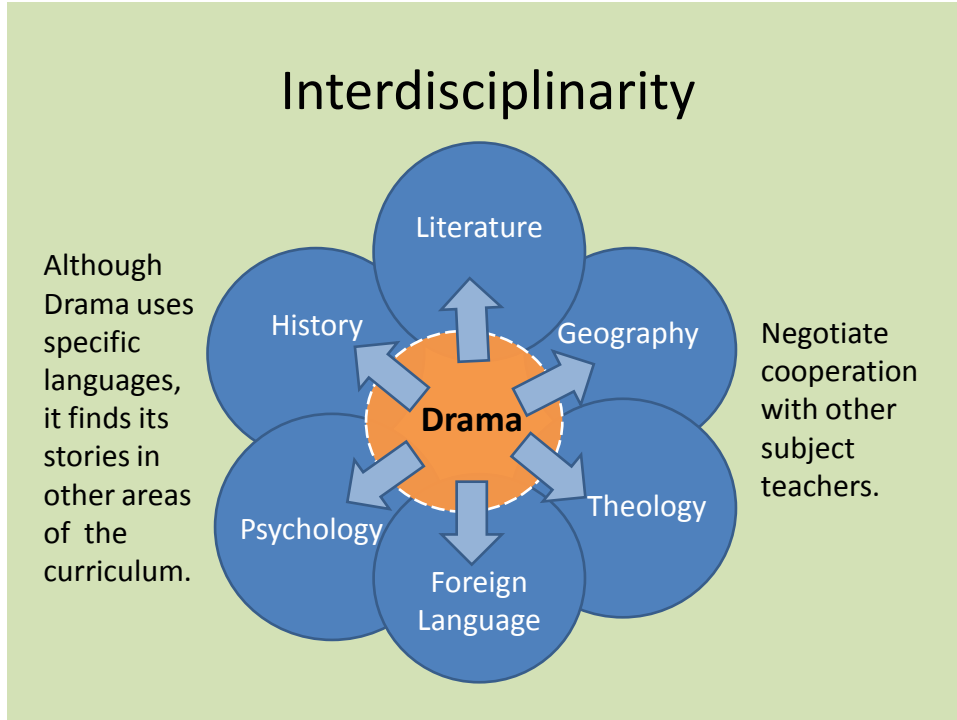 Interdisciplinarity
Although
Drama uses
specific
languages,
it finds its
stories in
other areas
of the
curriculum.
Literature
History
Geography
Drama
Psychology
Theology
Foreign
Language
Negotiate
cooperation
with other
subject
teachers.